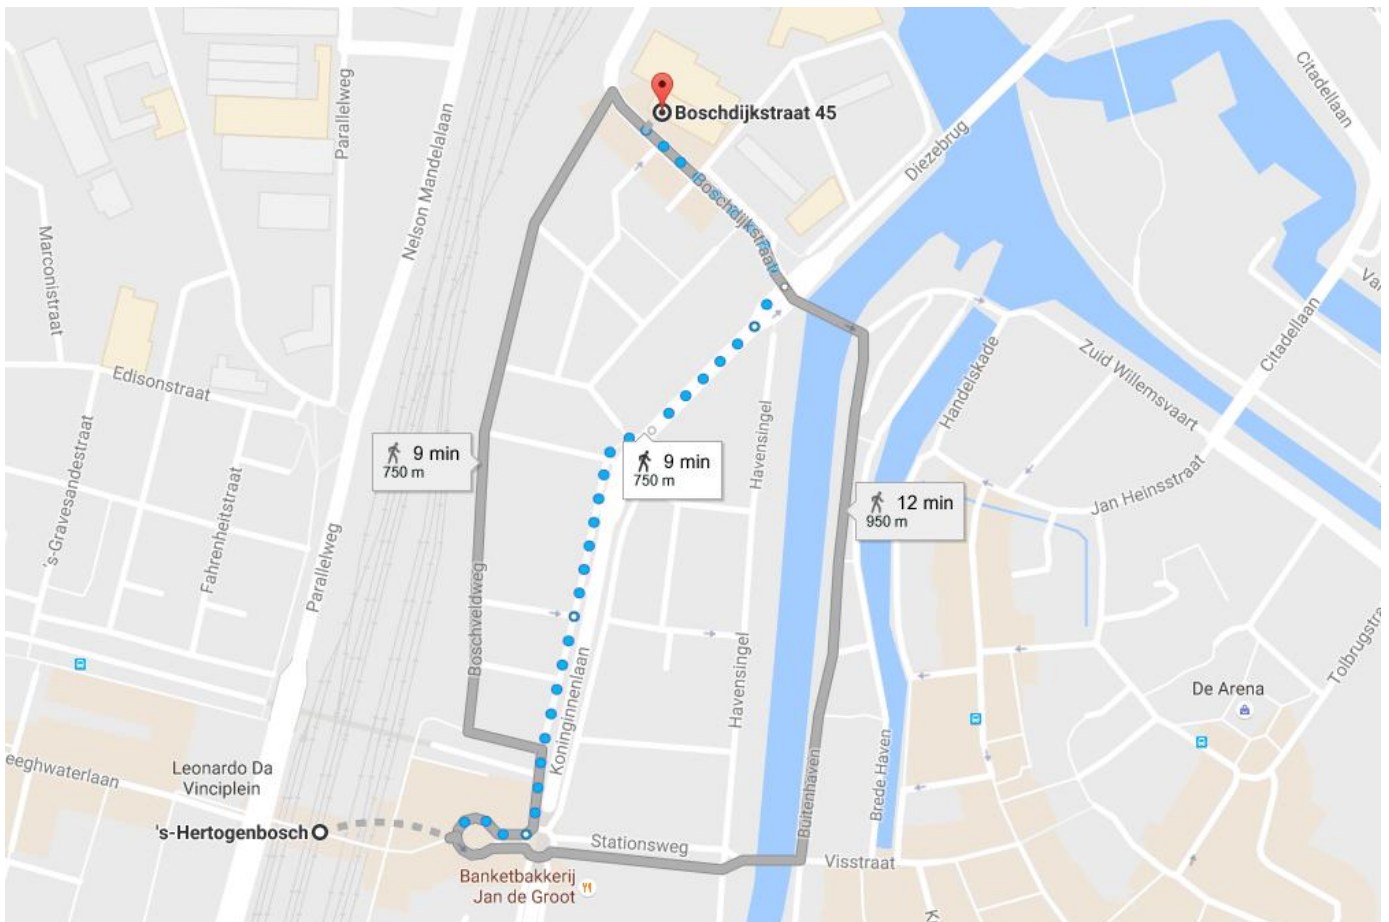 Parallelweg
Nelson Mandelalaan
Boschdijkstraat 45
Boschdijkstraat
Diezebrug
Citadellaan
Citadellaan
Marconistraat
Edisonstraat
's-Gravesandestraat
Fahrenheitstraat
Parallelweg
9 min
750 m
9 min
750 m
12 min
950 m
Havensingel
Handelskade
Zuid Willemsvaart
Jan Heinsstraat
Boschveldweg
Koninginnenlaan
Havensingel
Tolbrugstra
De Arena
Leonardo Da
Vinciplein
eeghwaterlaan
's-Hertogenbosch
Stationsweg
Buitenhaven
Brede Haven
Visstraat
Banketbakkerij
Jan de Groot